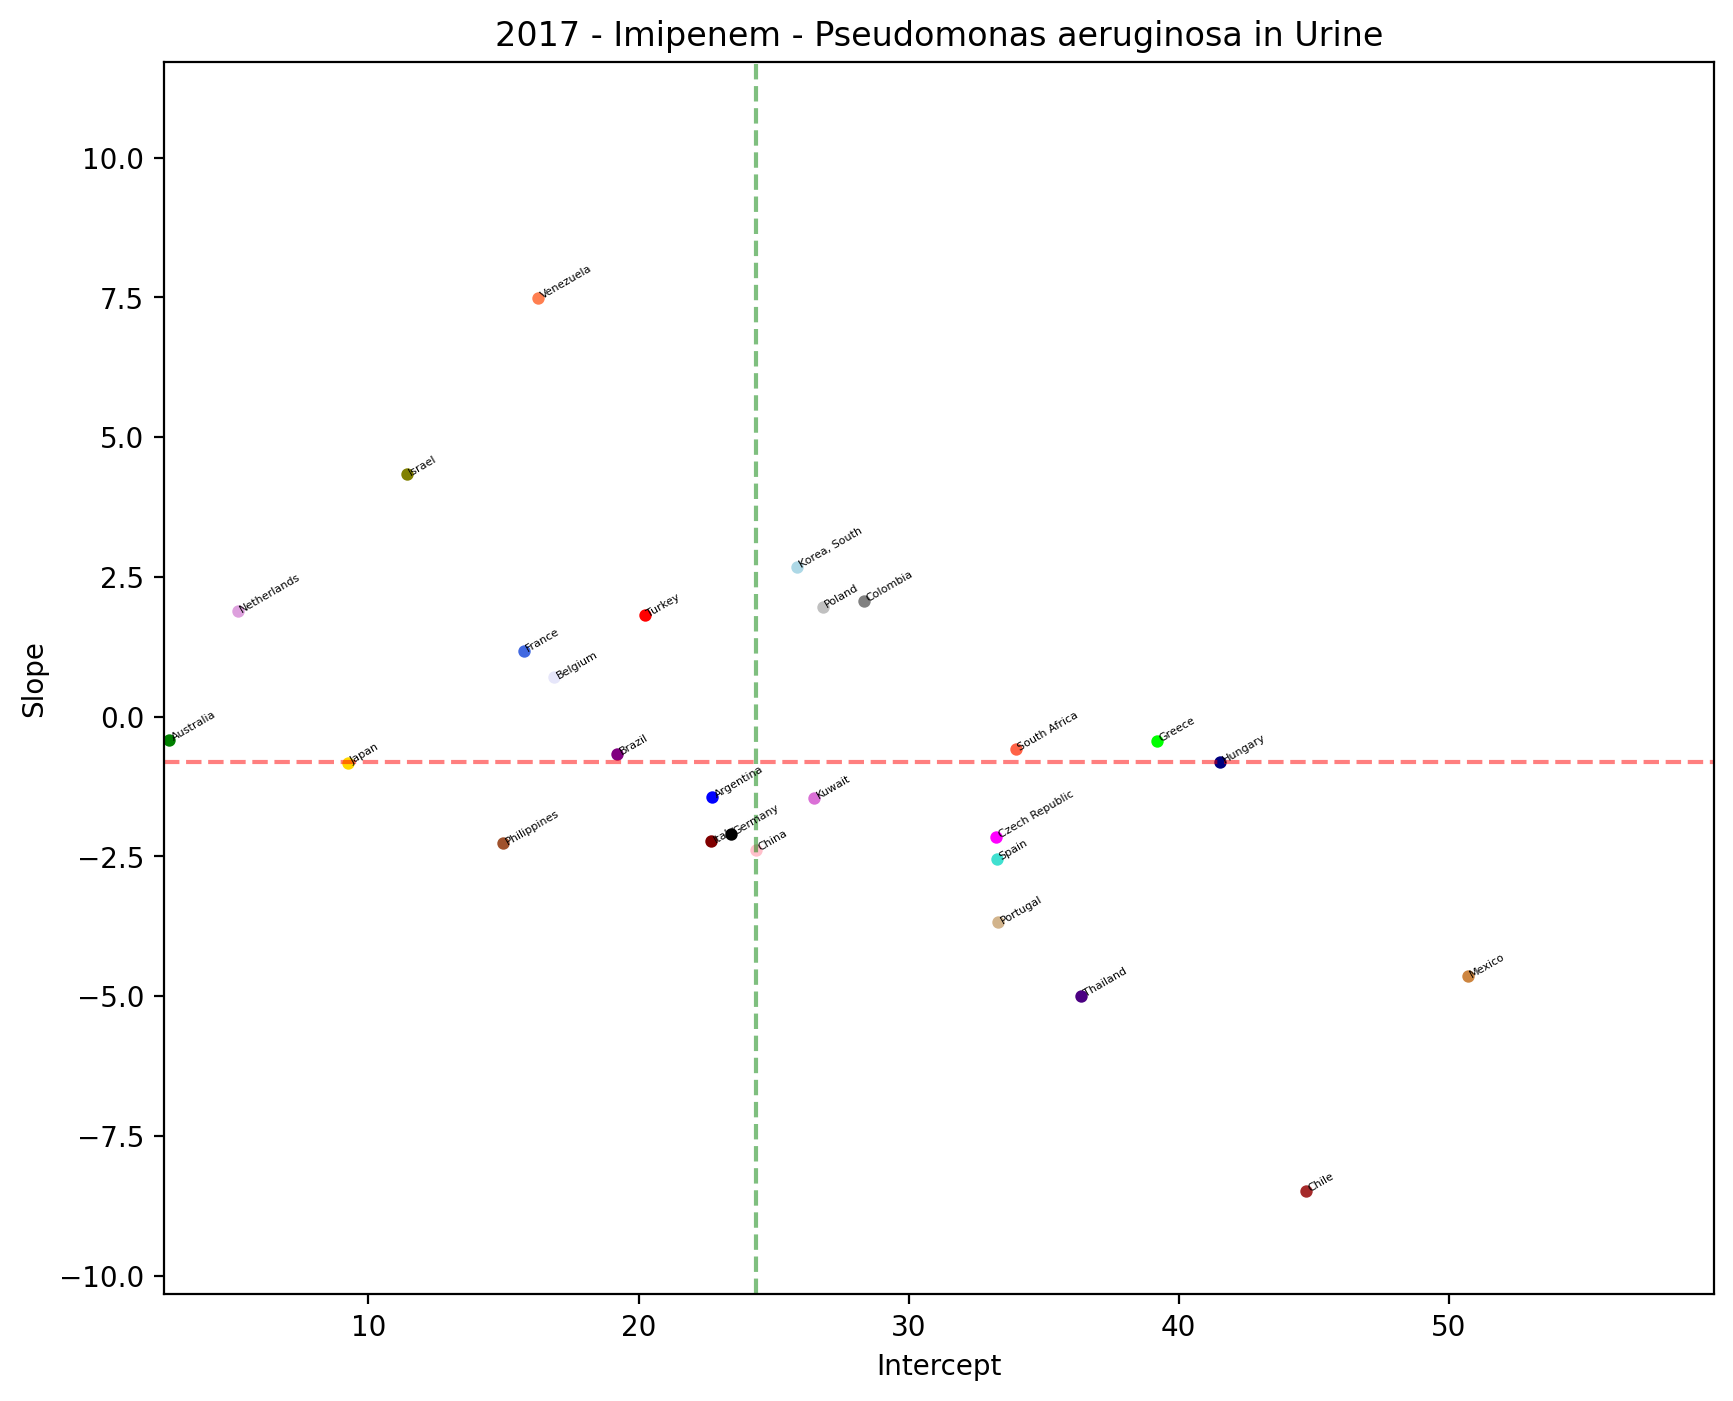 2017 - Imipenem - Pseudomonas aeruginosa in Urine
10.0
7.5
5.0
2.5
0.0
−2.5
−5.0
−7.5
−10.0
Slope
Venezuela
Israel
Korea, South
Netherlands
Poland
Colombia
Turkey
France
Belgium
Australia
Japan
Brazil
South Africa
Greece
Hungary
Argentina
Kuwait
Philippines
Italy
Germany
China
Czech Republic
Spain
Portugal
Thailand
Mexico
Chile
10
20
30
40
50
Intercept